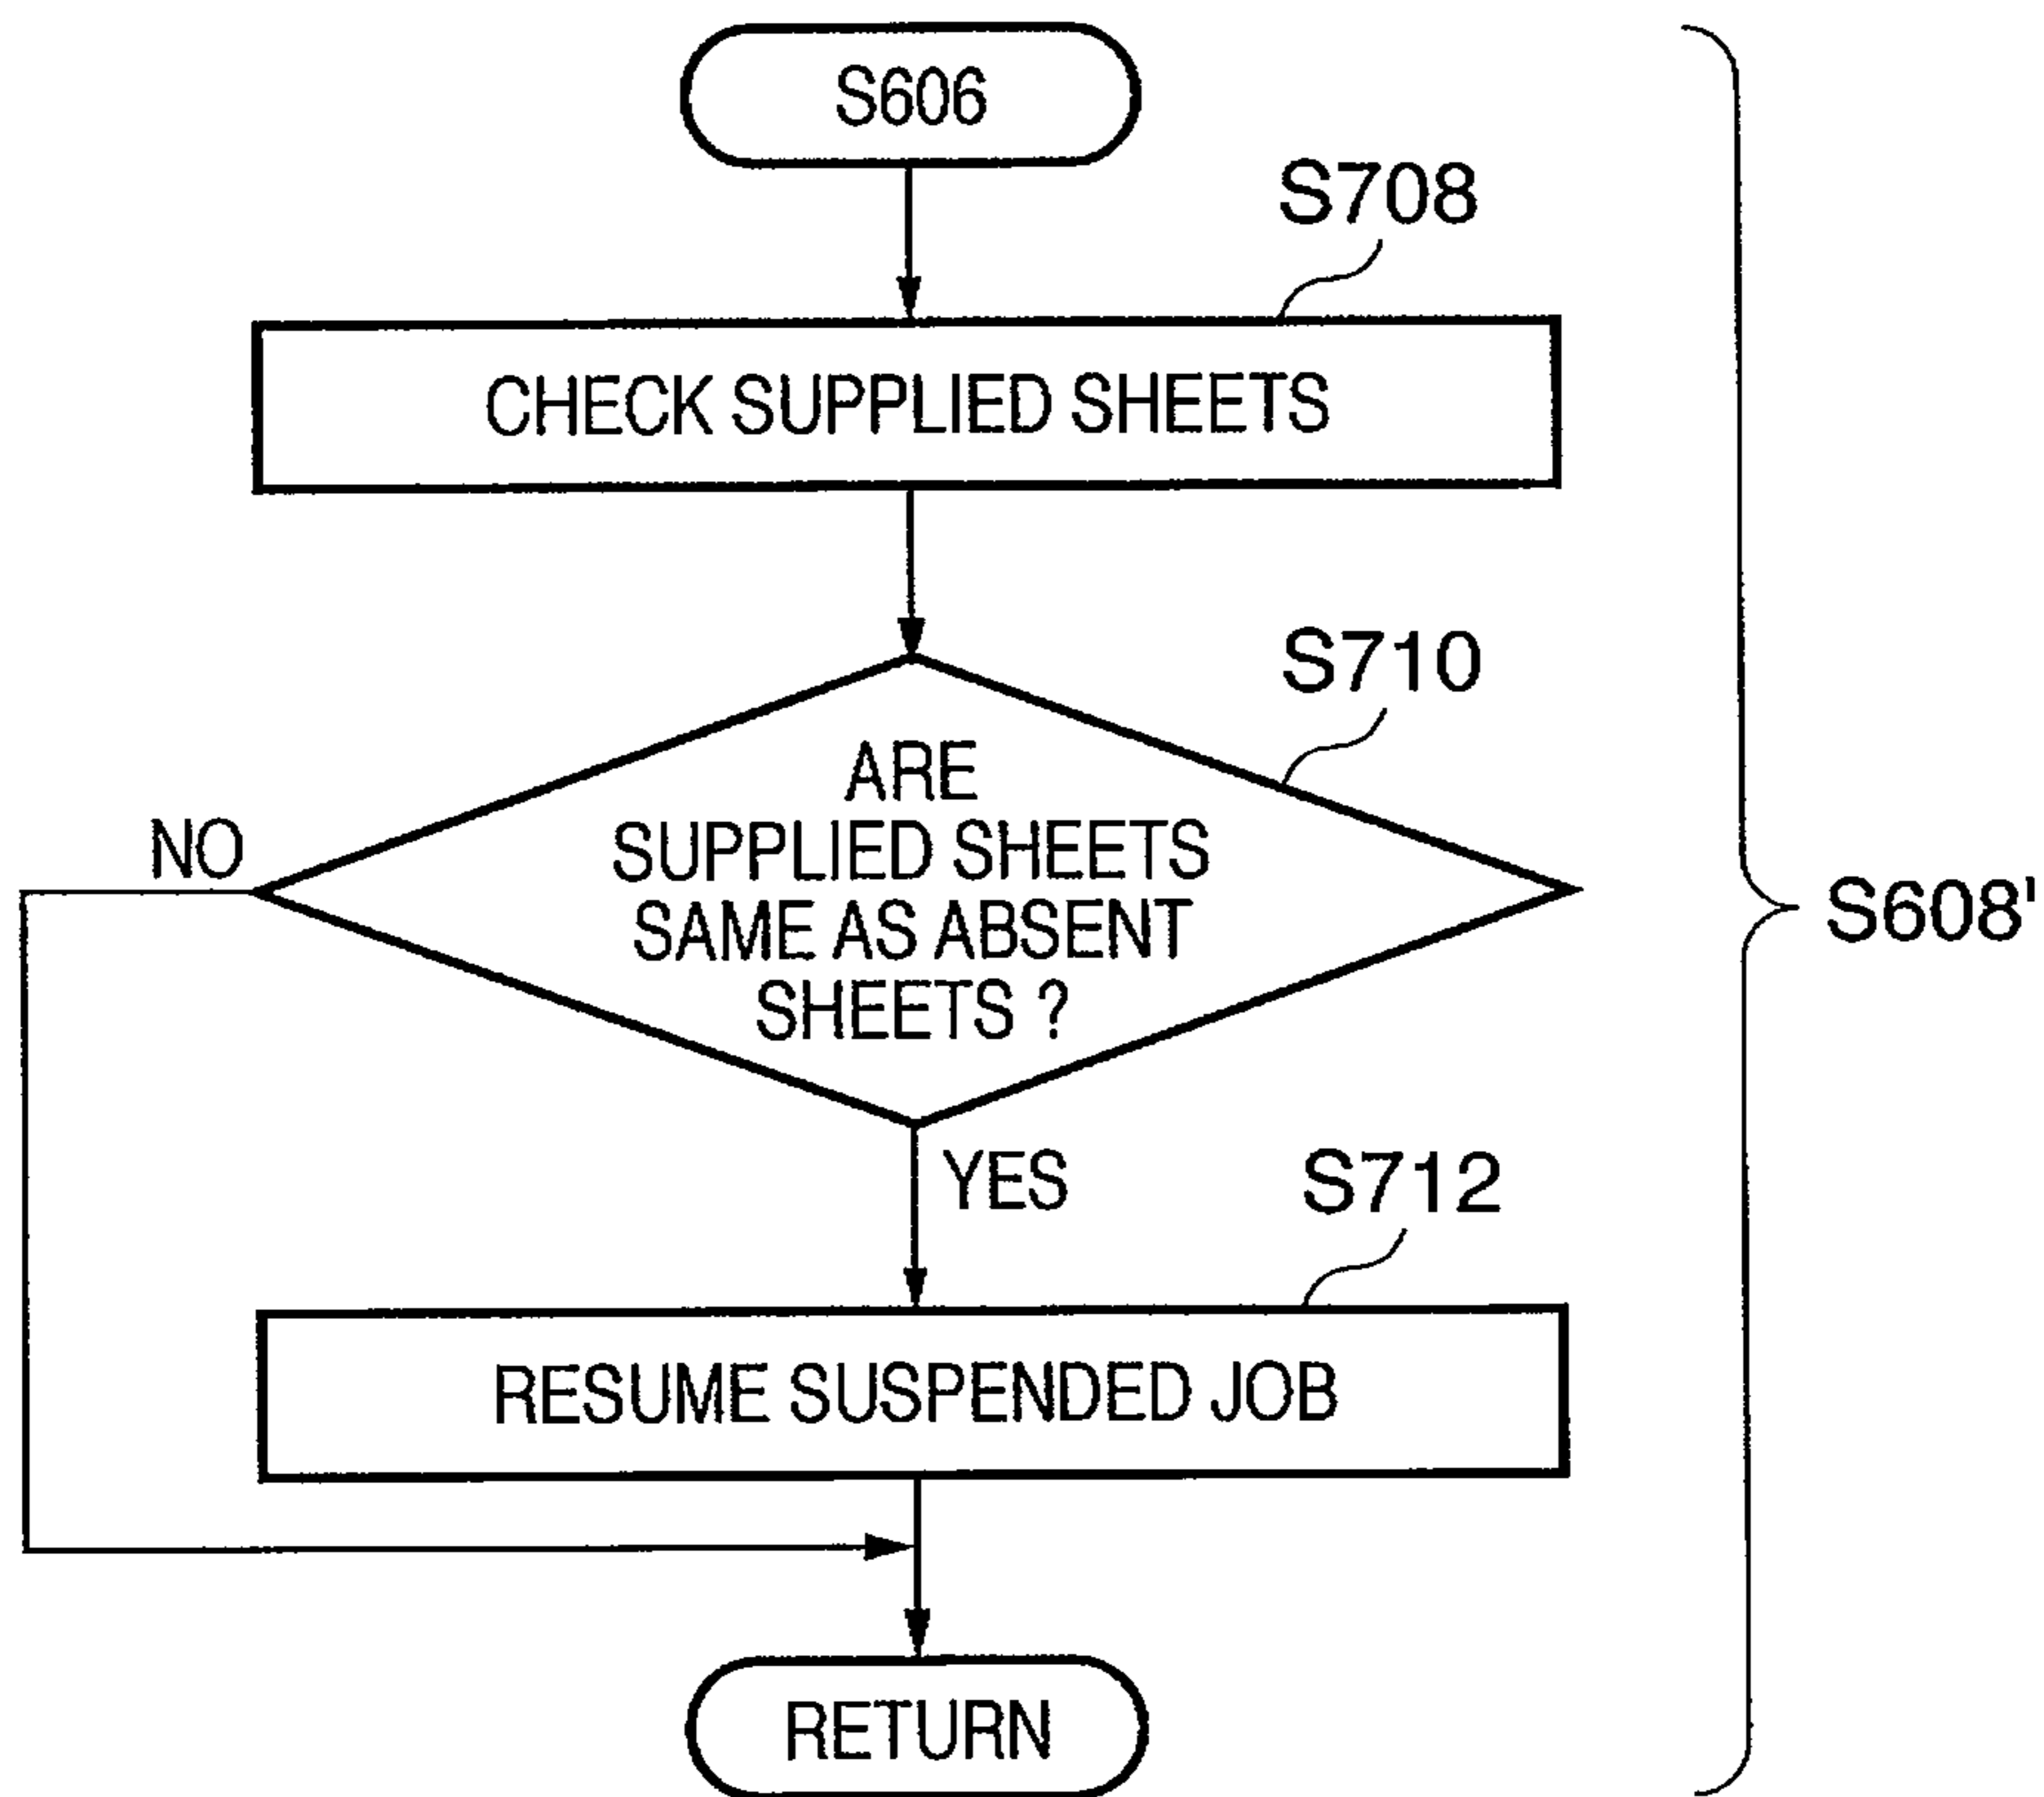 S606
S708
CHECK SUPPLIED SHEETS
S710
ARE
SUPPLIED SHEETS
SAME AS ABSENT
SHEETS ?
NO
S608'
YES
S712
RESUME SUSPENDED JOB
RETURN